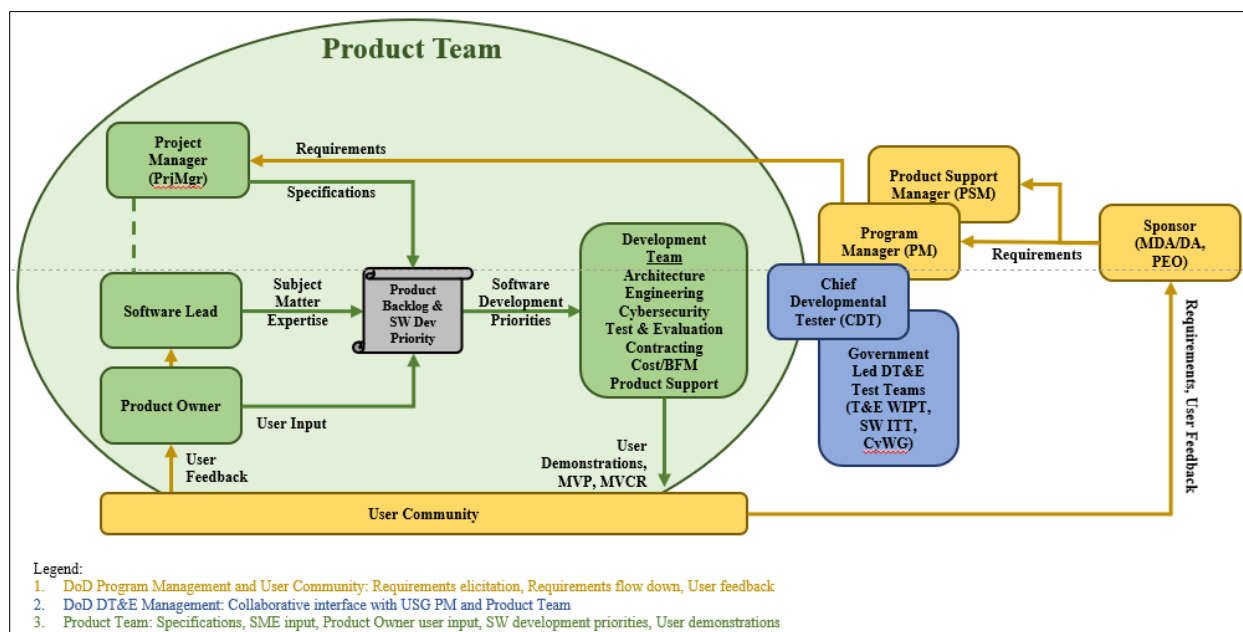 Product Team
Project
Manager
(PrjMgr)
Requirements
Specifications
Product Support
Manager (PSM)
Program
Manager (PM)
Sponsor
(MDA/DA,
PEO)
Requirements
Software Lead
Subject
Matter
Expertise
Product
Backlog &
SW Dev
Priority
Software
Development
Priorities
Development
Team
Architecture
Engineering
Cybersecurity
Test & Evaluation
Contracting
Cost/BFM
Product Support
Chief
Developmental
Tester (CDT)
Government
Led DT&E
Test Teams
(T&E WIPT,
SW ITT,
CyWG)
Requirements, User Feedback
Product Owner
User Input
User
Feedback
User
Demonstrations,
MVP, MVCR
User Community
Legend:
1. DoD Program Management and User Community: Requirements elicitation, Requirements flow down, User feedback
2. DoD DT&E Management: Collaborative interface with USG PM and Product Team
3. Product Team: Specifications, SME input, Product Owner user input, SW development priorities, User demonstrations